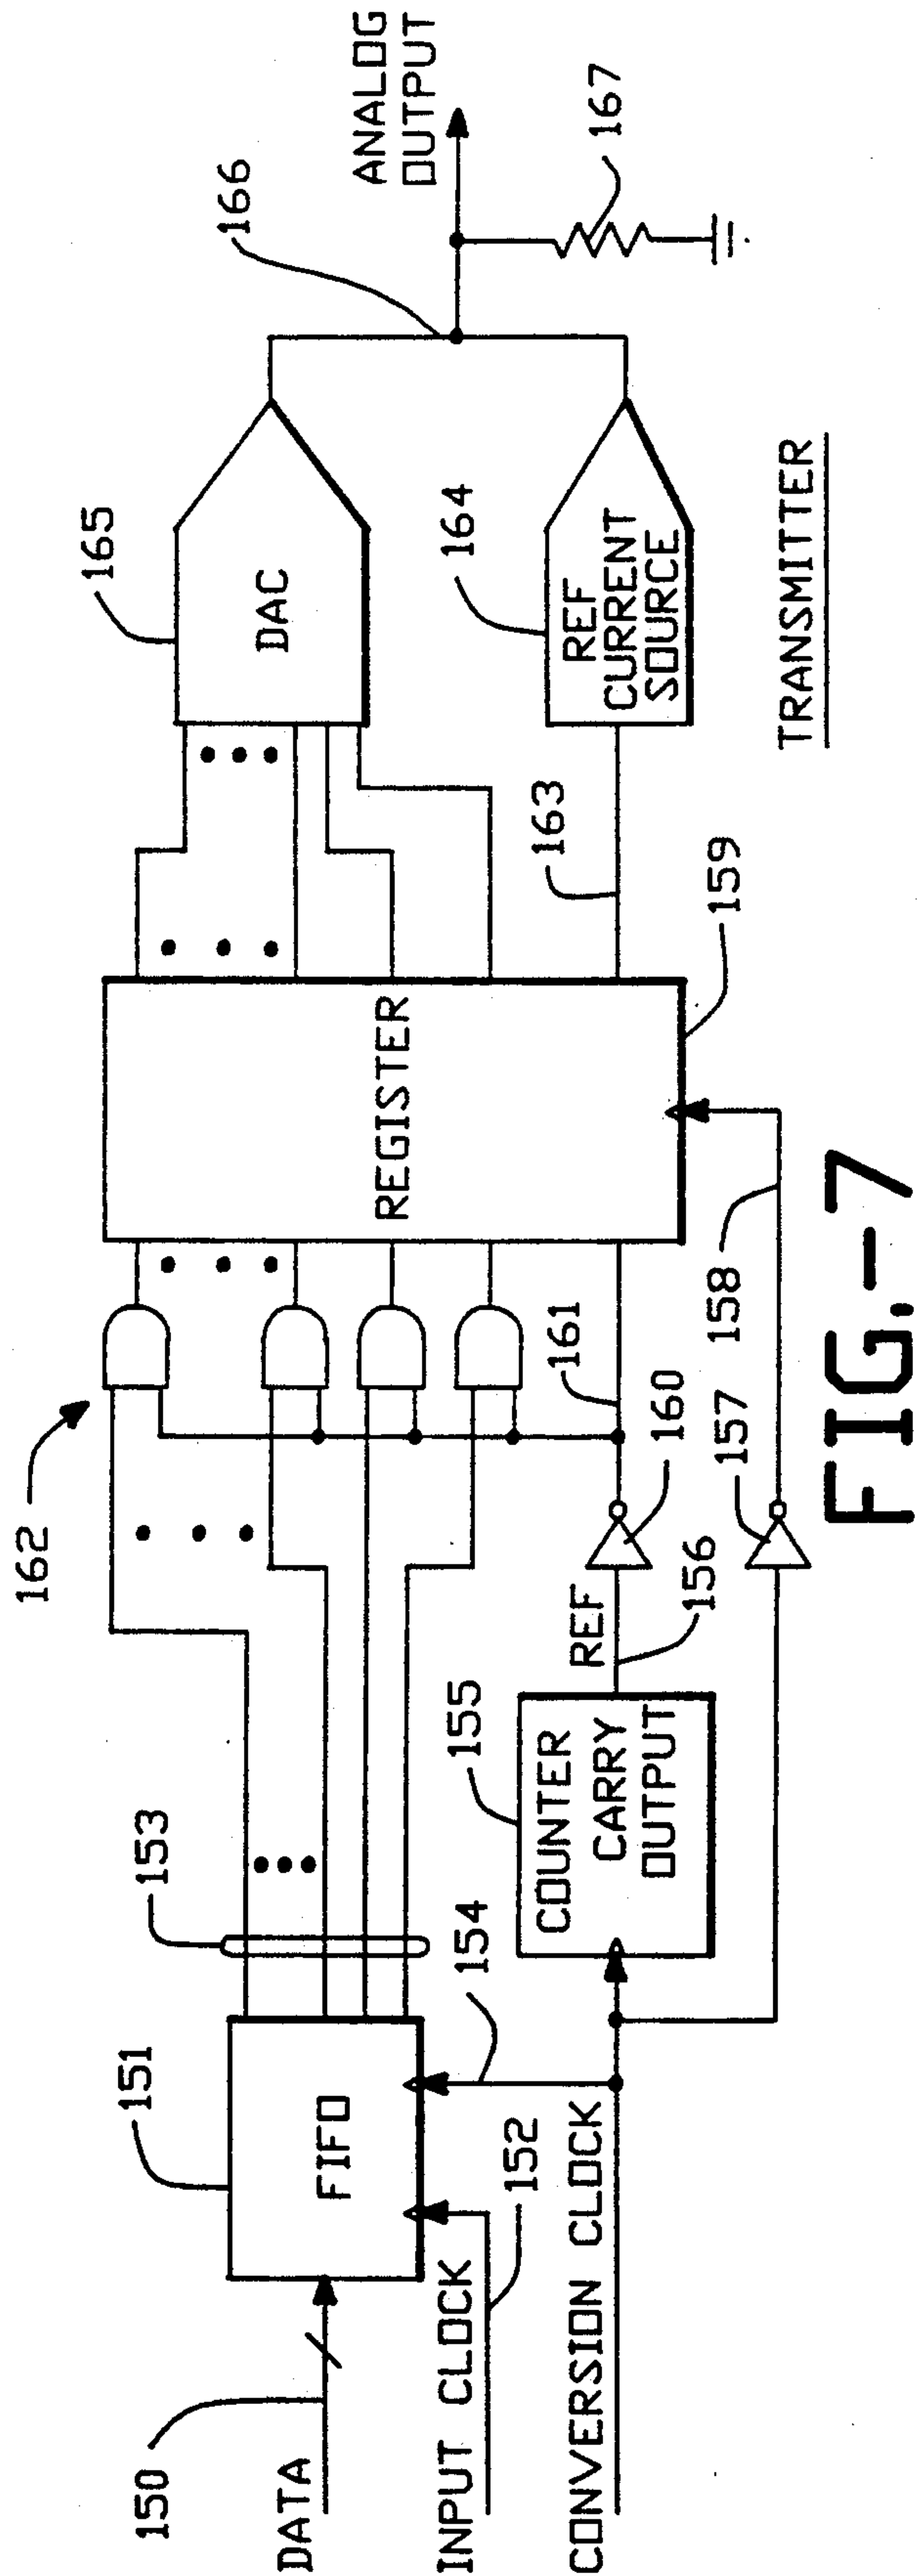 162
150
DATA
151
FIFO
153
INPUT CLOCK
152
154
CONVERSION CLOCK
155
COUNTER
CARRY
OUTPUT
REF
156
160
157
161
158
REGISTER
159
163
165
DAC
164
REF
CURRENT
SOURCE
166
ANALOG
OUTPUT
167
TRANSMITTER
FIG.-7